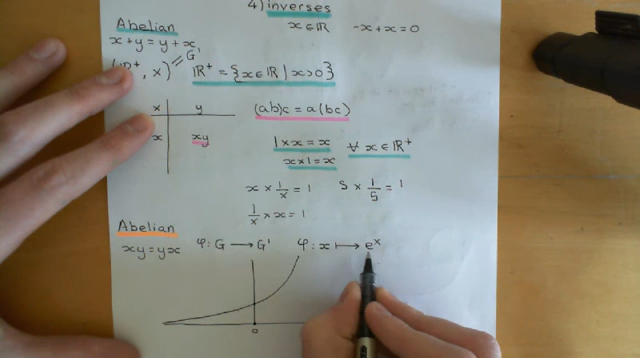 4) inverses
Abelian
x ∈ ℝ -x + x = 0
x + y = y + x
(ℝ⁺, x) = G'
ℝ⁺ = {x ∈ ℝ | x > 0}
x y
(ab)c = a(bc)
x xy
1 × x = x ∀ x ∈ ℝ⁺
x × 1 = x
x × 1/x = 1 5 × 1/5 = 1
1/x × x = 1
Abelian
xy = yx φ: G ⟶ G' φ: x ⟼ eˣ
0